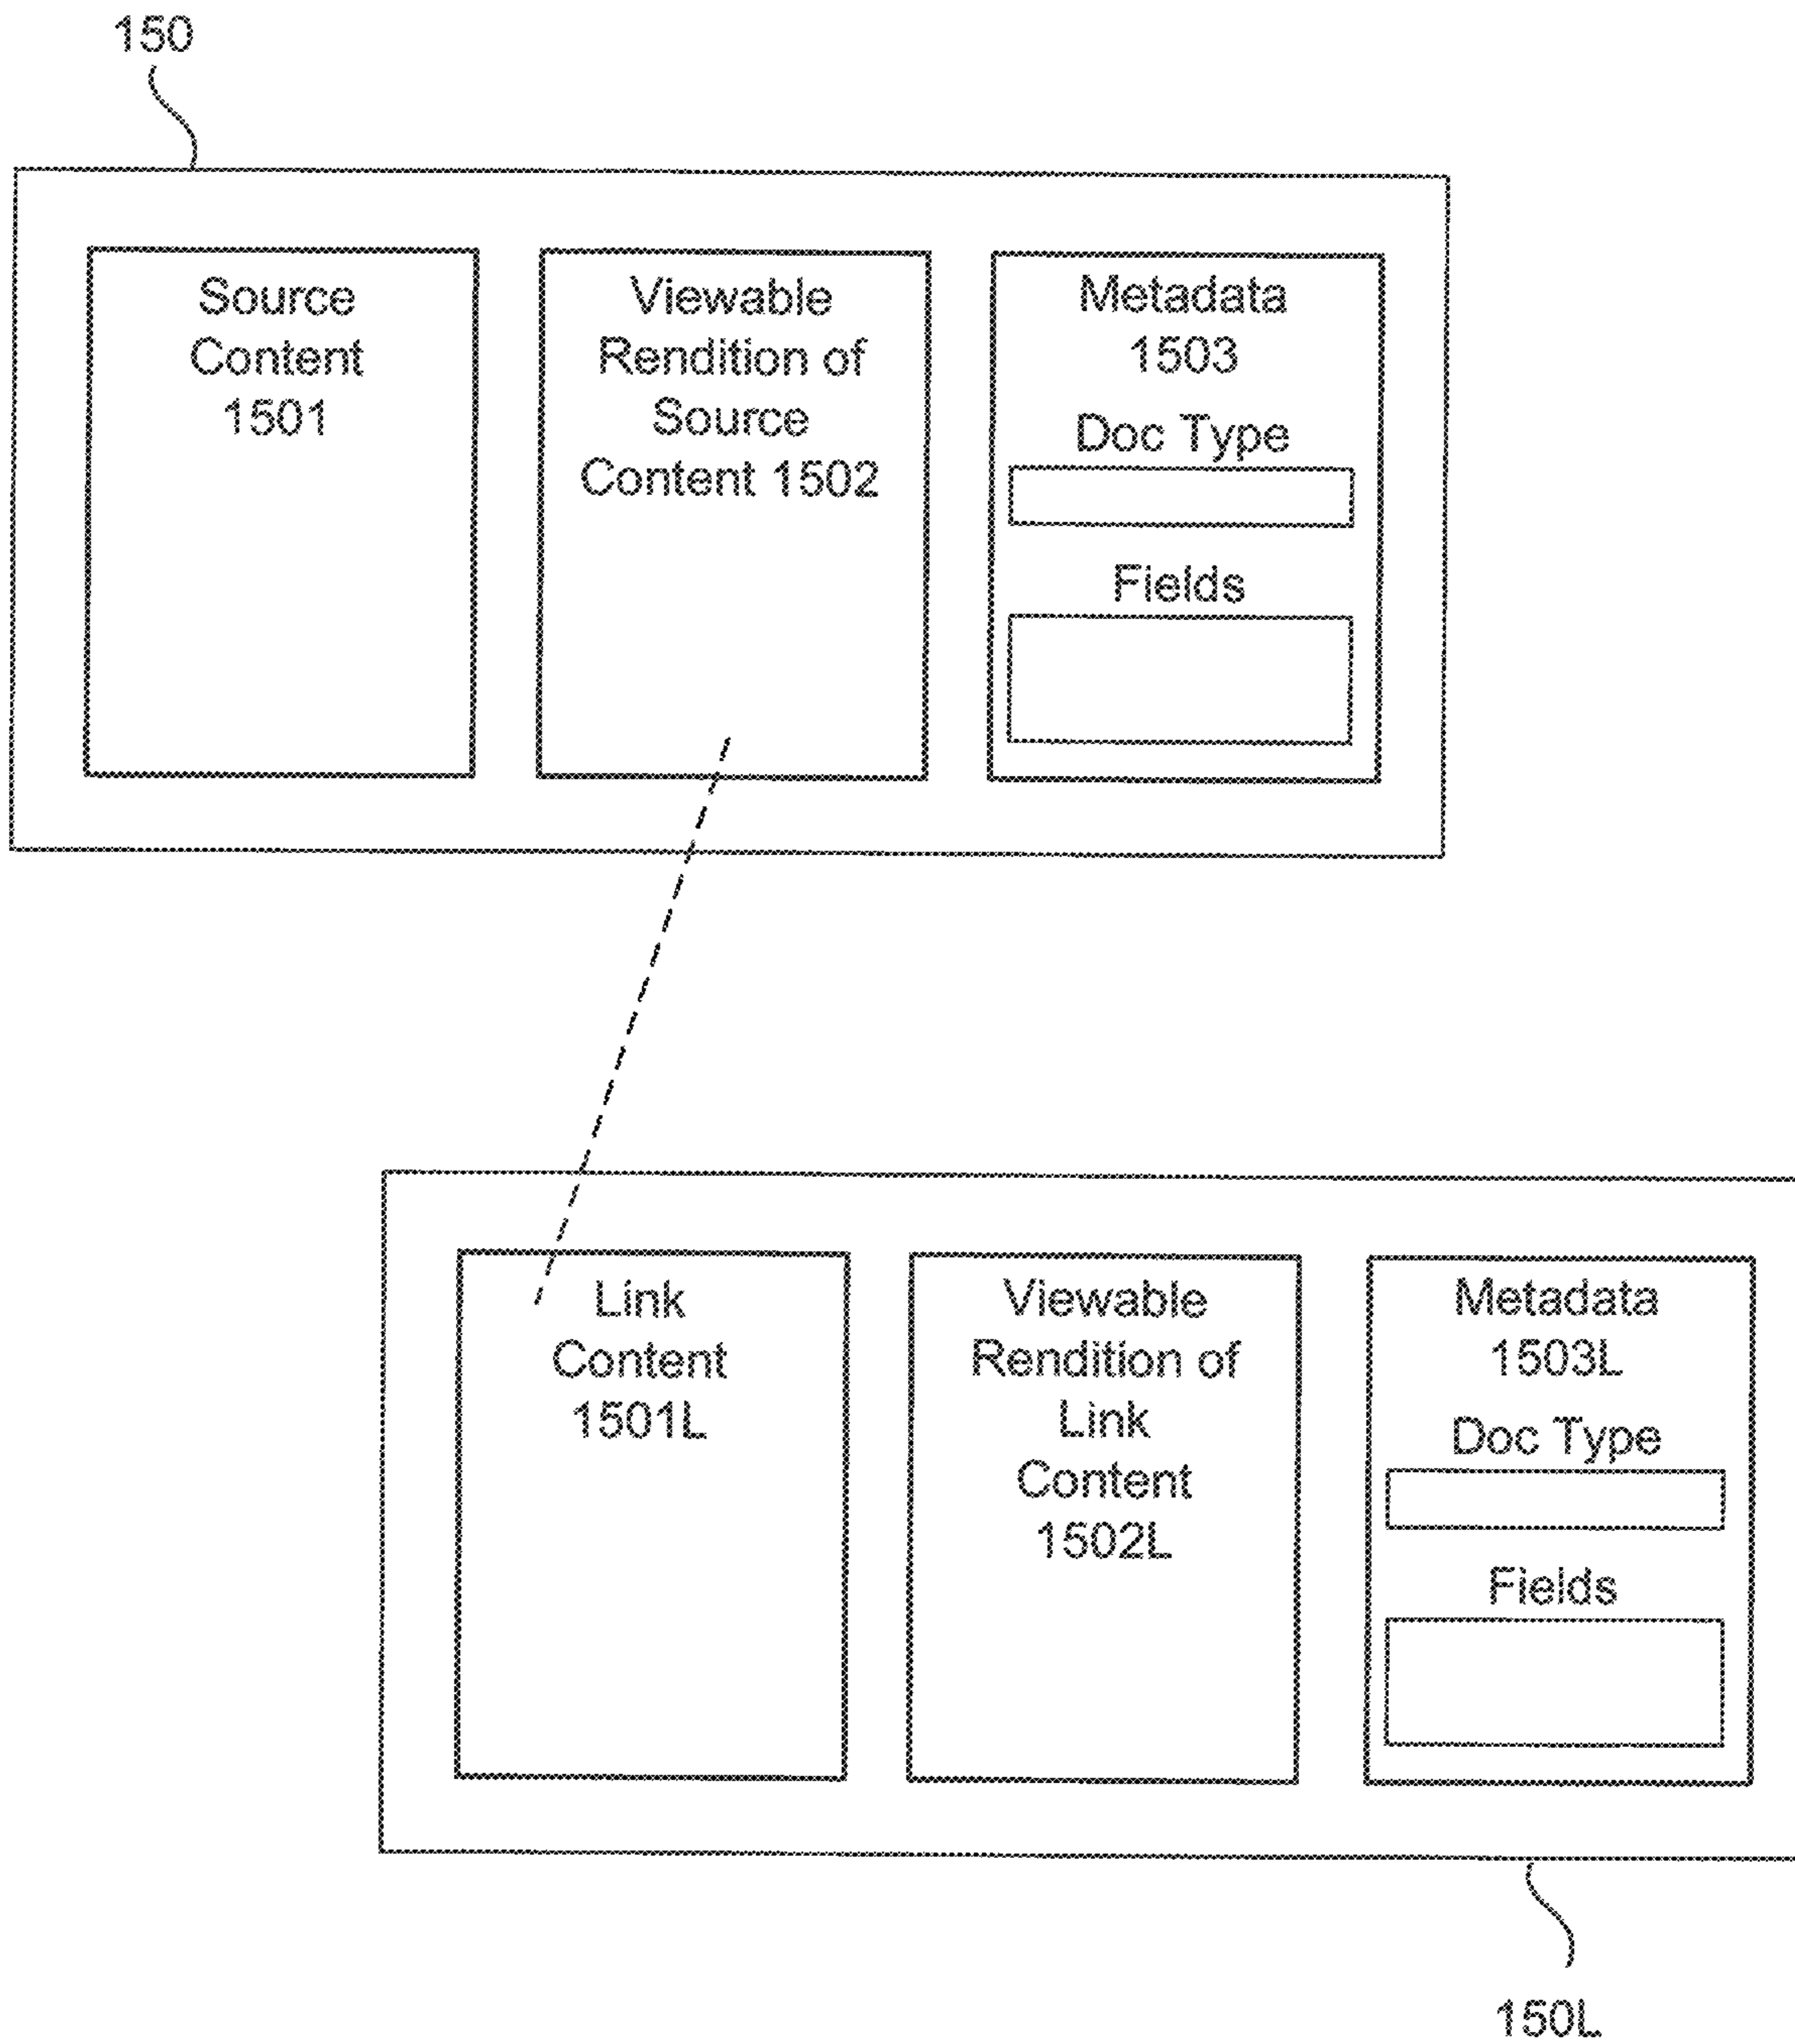 150
Source
Content
1501
Viewable
Rendition of
Source
Content 1502
Metadata
1503
Doc Type
Fields
Link
Content
1501L
Viewable
Rendition of
Link
Content
1502L
Metadata
1503L
Doc Type
Fields
150L